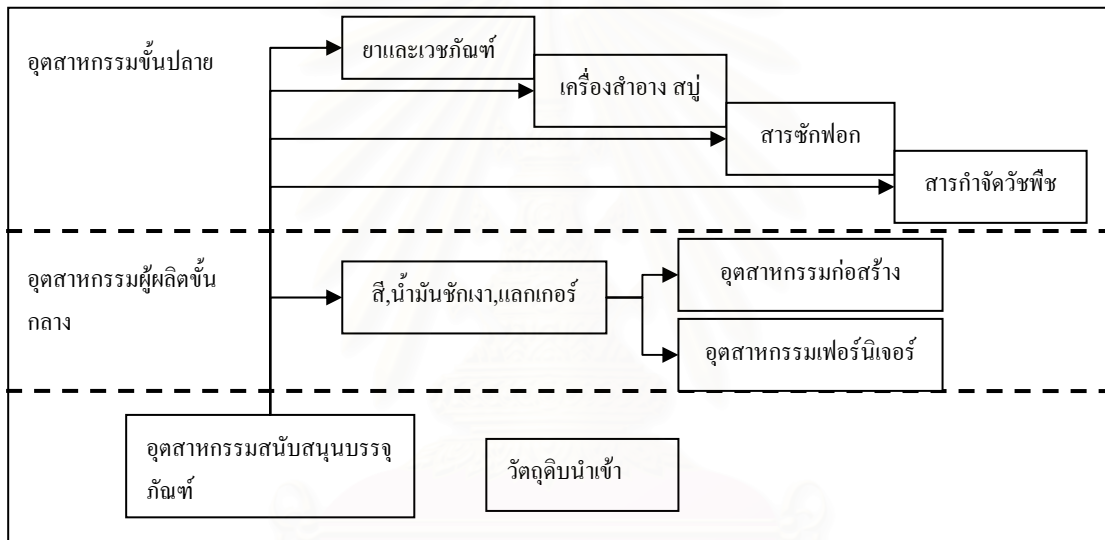 ยาและเวชภัณฑ์
อุตสาหกรรมขั้นปลาย
เครื่องสำอาง สบู่
สารซักฟอก
สารกำจัดวัชพืช
อุตสาหกรรมผู้ผลิตขั้น
กลาง
สี,น้ำมันชักเงา,แลกเกอร์
อุตสาหกรรมก่อสร้าง
อุตสาหกรรมเฟอร์นิเจอร์
อุตสาหกรรมสนับสนุนบรรจุ
ภัณฑ์
วัตถุดิบนำเข้า